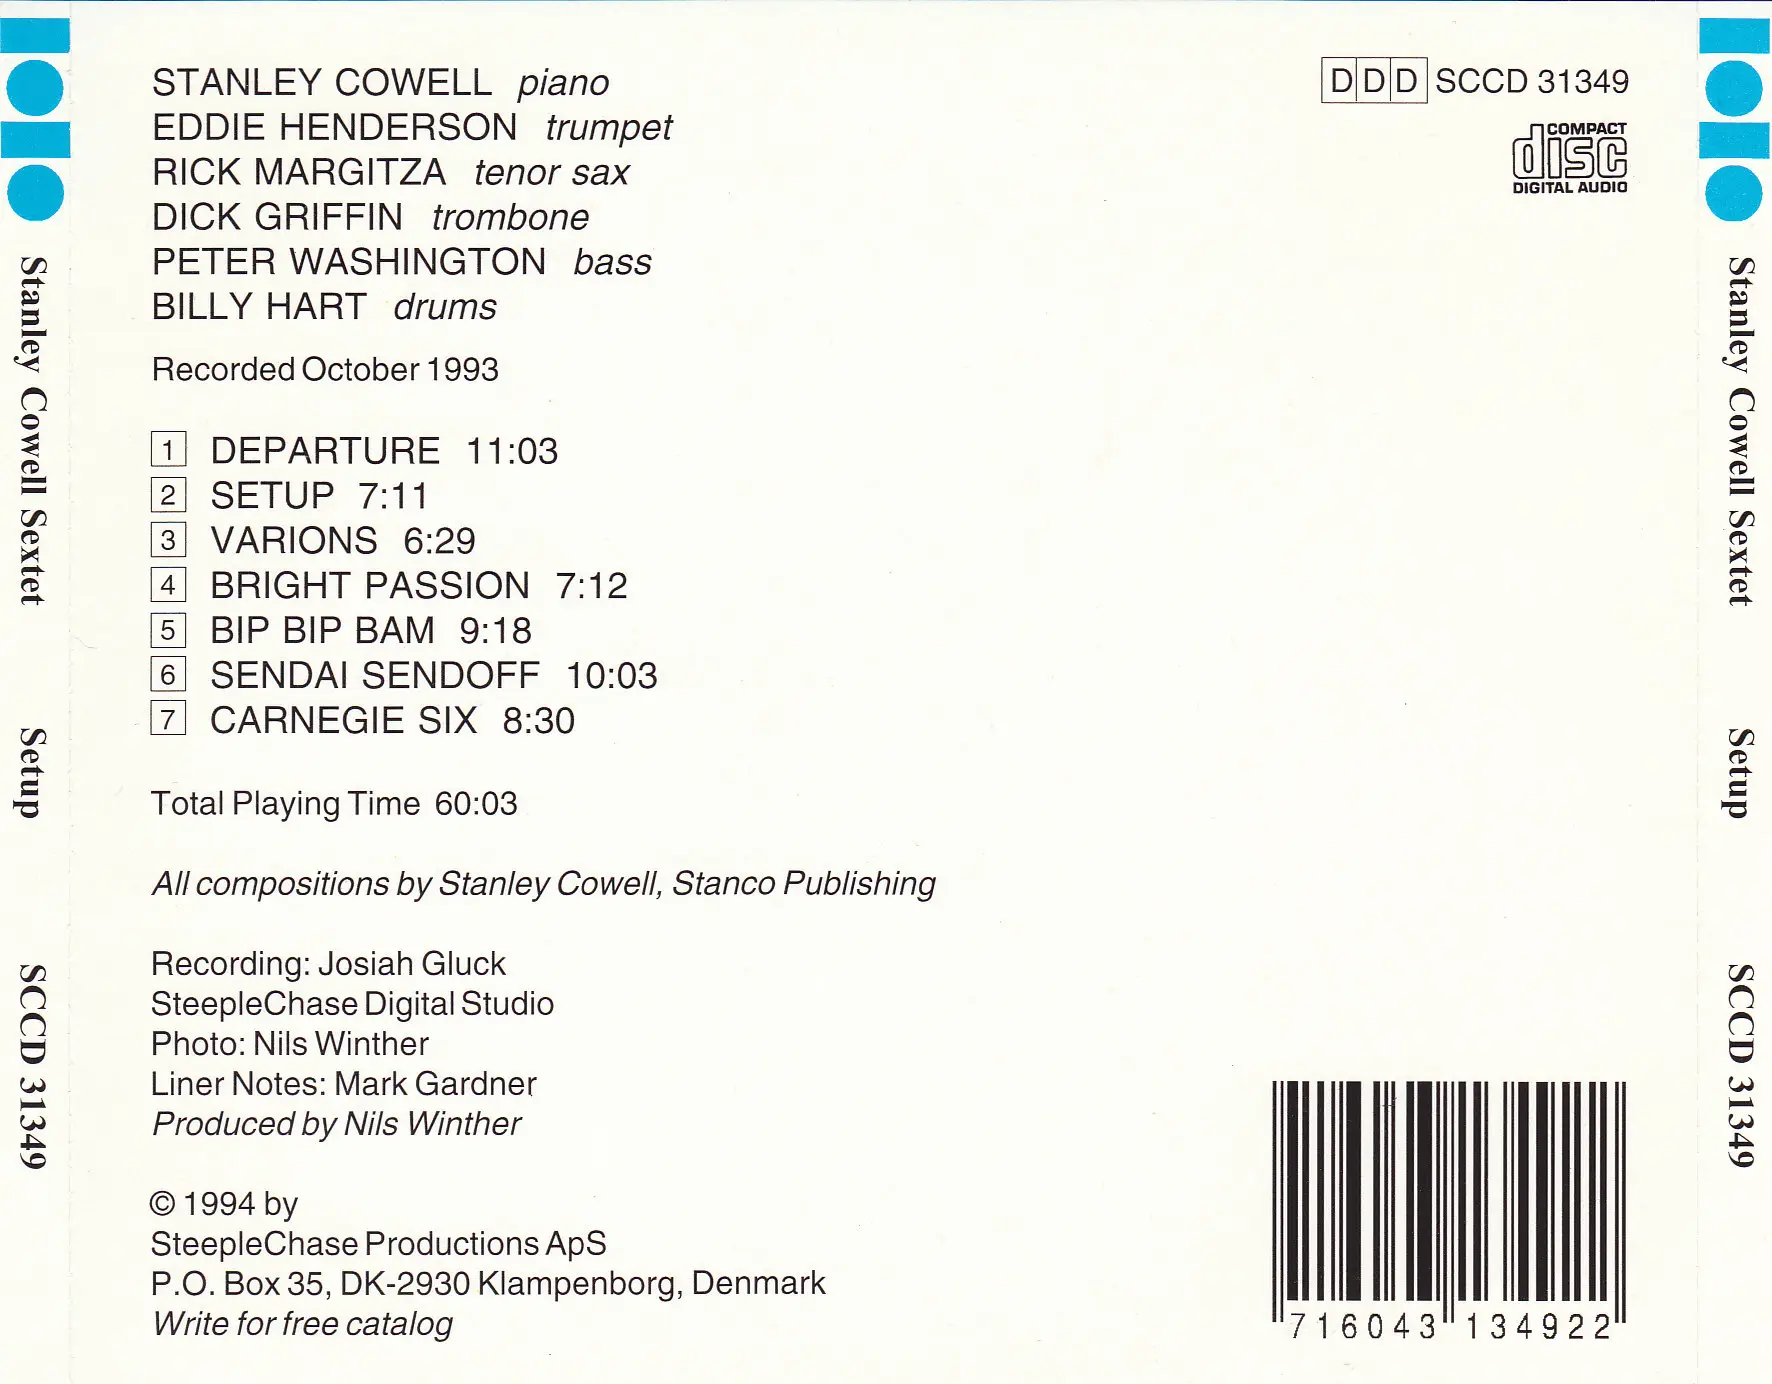 STANLEY COWELL piano
EDDIE HENDERSON trumpet
RICK MARGITZA tenor sax
DICK GRIFFIN trombone
PETER WASHINGTON bass
BILLY HART drums
Recorded October 1993
1 DEPARTURE 11:03
2 SETUP 7:11
3 VARIONS 6:29
4 BRIGHT PASSION 7:12
5 BIP BIP BAM 9:18
6 SENDAI SENDOFF 10:03
7 CARNEGIE SIX 8:30
Total Playing Time 60:03
All compositions by Stanley Cowell, Stanco Publishing
Recording: Josiah Gluck
SteepleChase Digital Studio
Photo: Nils Winther
Liner Notes: Mark Gardner
Produced by Nils Winther
© 1994 by
SteepleChase Productions ApS
P.O. Box 35, DK-2930 Klampenborg, Denmark
Write for free catalog
DDD SCCD 31349
COMPACT
disc
DIGITAL AUDIO
716043 134922
Stanley Cowell Sextet Setup SCCD 31349
Stanley Cowell Sextet Setup SCCD 31349